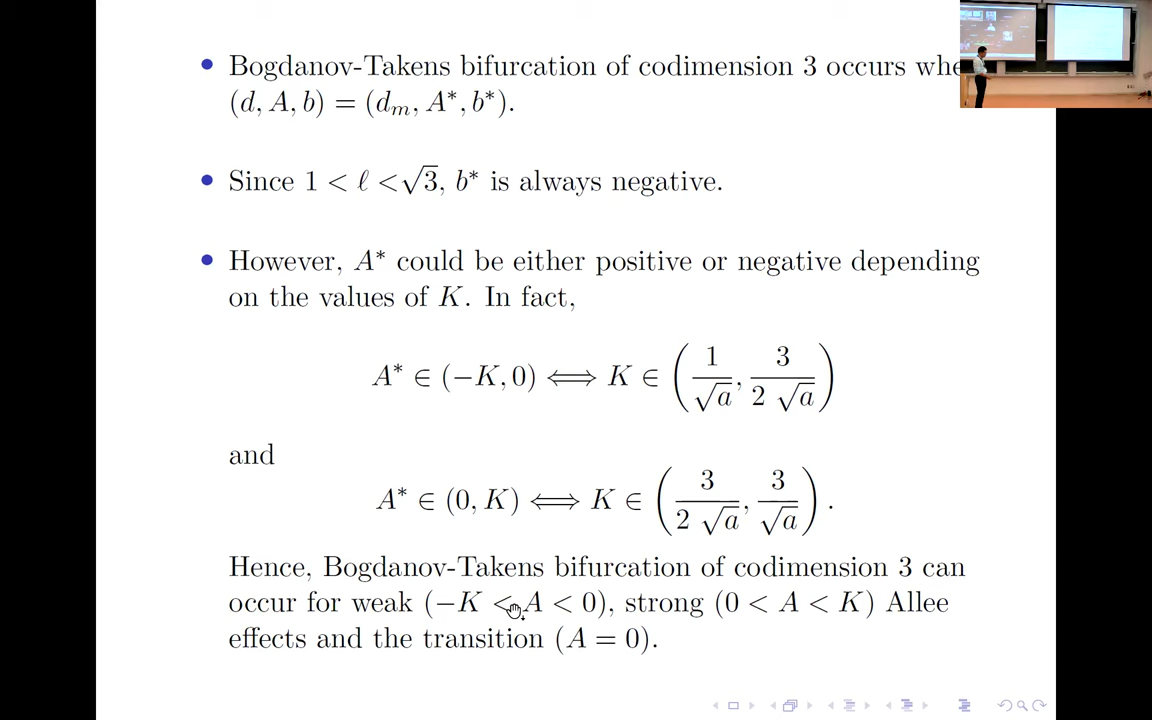 • Bogdanov-Takens bifurcation of codimension 3 occurs
(d, A, b) = (d_m, A*, b*).
• Since 1 < ℓ < √3, b* is always negative.
• However, A* could be either positive or negative depending
on the values of K. In fact,
A* ∈ (−K, 0) ⟺ K ∈ (1/√a, 3/(2 √a))
and
A* ∈ (0, K) ⟺ K ∈ (3/(2 √a), 3/√a).
Hence, Bogdanov-Takens bifurcation of codimension 3 can
occur for weak (−K < A < 0), strong (0 < A < K) Allee
effects and the transition (A = 0).